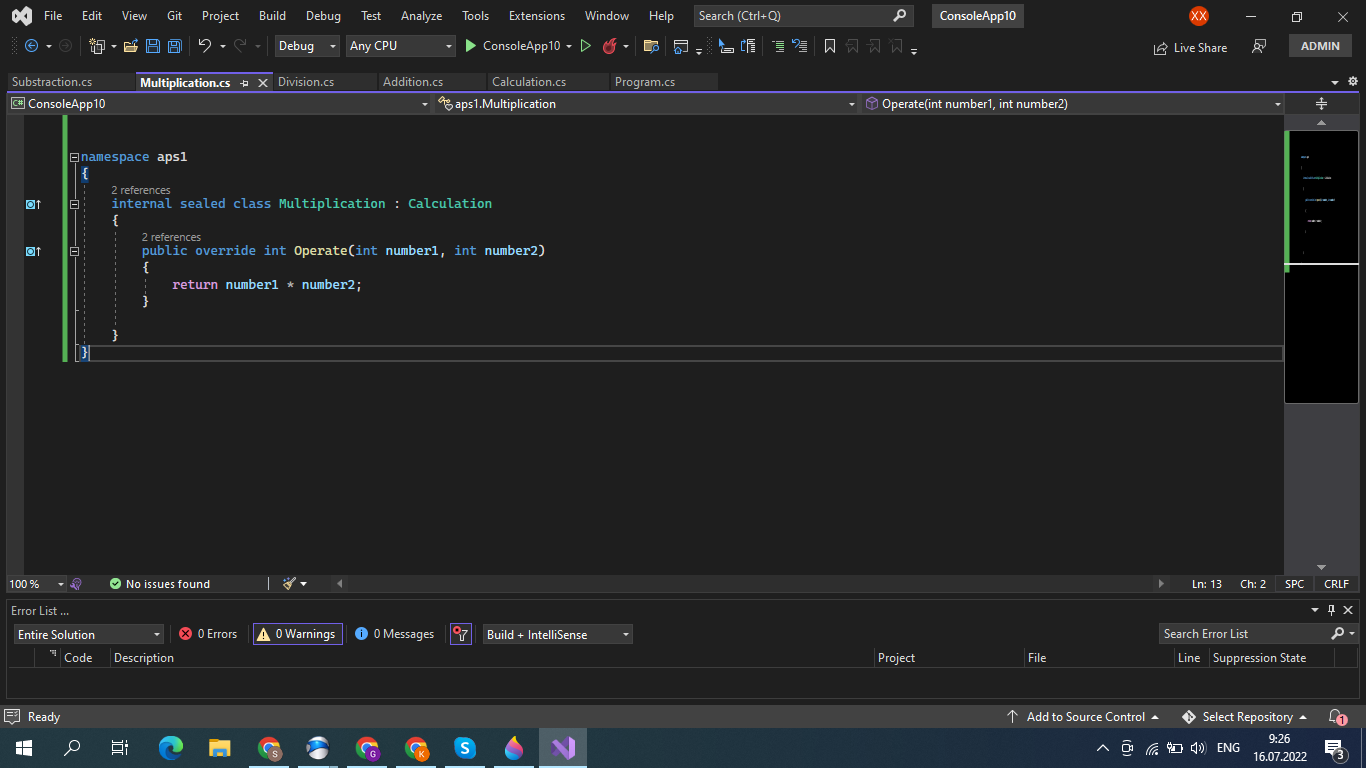 File Edit View Git Project Build Debug Test Analyze Tools Extensions Window Help Search (Ctrl+Q) ConsoleApp10 XX
Debug Any CPU ConsoleApp10 Live Share ADMIN
Substraction.cs Multiplication.cs Division.cs Addition.cs Calculation.cs Program.cs
C# ConsoleApp10 aps1.Multiplication Operate(int number1, int number2)
namespace aps1
{
2 references
internal sealed class Multiplication : Calculation
{
2 references
public override int Operate(int number1, int number2)
{
return number1 * number2;
}
}
}
100 % No issues found Ln: 13 Ch: 2 SPC CRLF
Error List ...
Entire Solution 0 Errors 0 Warnings 0 Messages Build + IntelliSense Search Error List
Code Description Project File Line Suppression State
Ready Add to Source Control Select Repository 1
S G K S ENG 9:26
16.07.2022 3